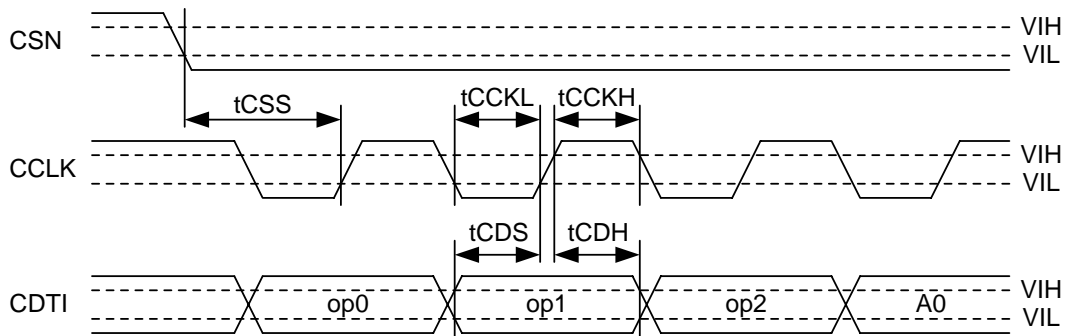 CSN
VIH
VIL
tCSS
tCCKL
tCCKH
CCLK
VIH
VIL
tCDS
tCDH
CDTI
op0
op1
op2
A0
VIH
VIL